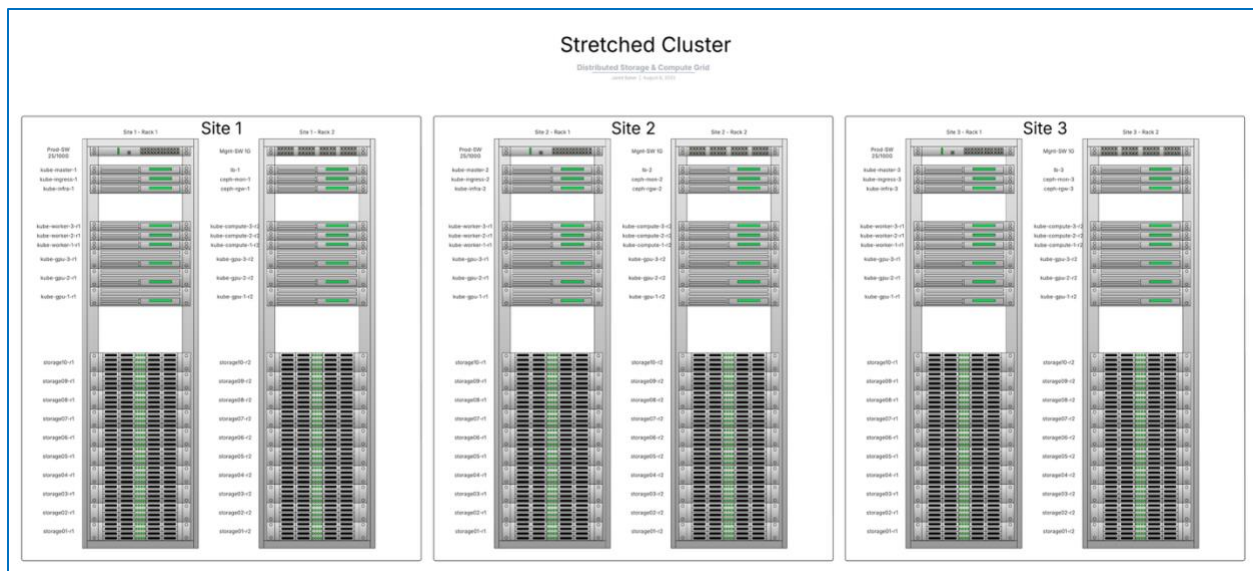 Stretched Cluster
Distributed Storage & Compute Grid
Site 1
Site 1 - Rack 1
Prod-SW
25/100G
kube-master-1
kube-ingress-1
kube-infra-1
kube-worker-3-r1
kube-worker-2-r1
kube-worker-1-r1
kube-gpu-3-r1
kube-gpu-2-r1
kube-gpu-1-r1
storage10-r1
storage09-r1
storage08-r1
storage07-r1
storage06-r1
storage05-r1
storage04-r1
storage03-r1
storage02-r1
storage01-r1
Site 1 - Rack 2
Mgmt-SW 1G
lb-1
ceph-mon-1
ceph-rgw-1
kube-compute-3-r2
kube-compute-2-r2
kube-compute-1-r2
kube-gpu-3-r2
kube-gpu-2-r2
kube-gpu-1-r2
storage10-r2
storage09-r2
storage08-r2
storage07-r2
storage06-r2
storage05-r2
storage04-r2
storage03-r2
storage02-r2
storage01-r2
Site 2
Site 2 - Rack 1
Prod-SW
25/100G
kube-master-2
kube-ingress-2
kube-infra-2
kube-worker-3-r1
kube-worker-2-r1
kube-worker-1-r1
kube-gpu-3-r1
kube-gpu-2-r1
kube-gpu-1-r1
storage10-r1
storage09-r1
storage08-r1
storage07-r1
storage06-r1
storage05-r1
storage04-r1
storage03-r1
storage02-r1
storage01-r1
Site 2 - Rack 2
Mgmt-SW 1G
lb-2
ceph-mon-2
ceph-rgw-2
kube-compute-3-r2
kube-compute-2-r2
kube-compute-1-r2
kube-gpu-3-r2
kube-gpu-2-r2
kube-gpu-1-r2
storage10-r2
storage09-r2
storage08-r2
storage07-r2
storage06-r2
storage05-r2
storage04-r2
storage03-r2
storage02-r2
storage01-r2
Site 3
Site 3 - Rack 1
Prod-SW
25/100G
kube-master-3
kube-ingress-3
kube-infra-3
kube-worker-3-r1
kube-worker-2-r1
kube-worker-1-r1
kube-gpu-3-r1
kube-gpu-2-r1
kube-gpu-1-r1
storage10-r1
storage09-r1
storage08-r1
storage07-r1
storage06-r1
storage05-r1
storage04-r1
storage03-r1
storage02-r1
storage01-r1
Site 3 - Rack 2
Mgmt-SW 1G
lb-3
ceph-mon-3
ceph-rgw-3
kube-compute-3-r2
kube-compute-2-r2
kube-compute-1-r2
kube-gpu-3-r2
kube-gpu-2-r2
kube-gpu-1-r2
storage10-r2
storage09-r2
storage08-r2
storage07-r2
storage06-r2
storage05-r2
storage04-r2
storage03-r2
storage02-r2
storage01-r2